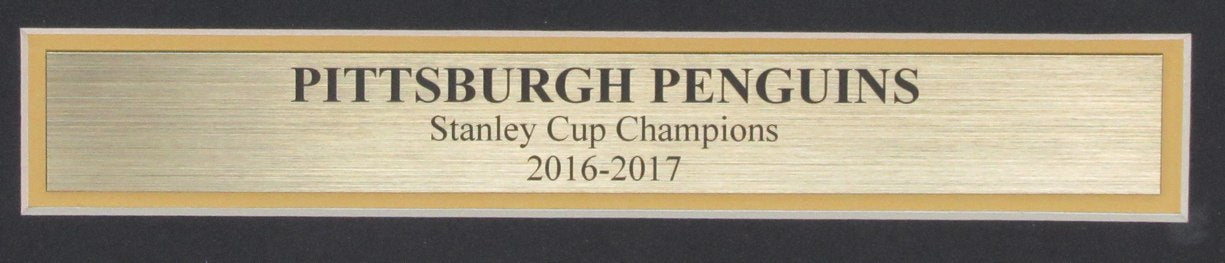 PITTSBURGH PENGUINS
Stanley Cup Champions
2016-2017